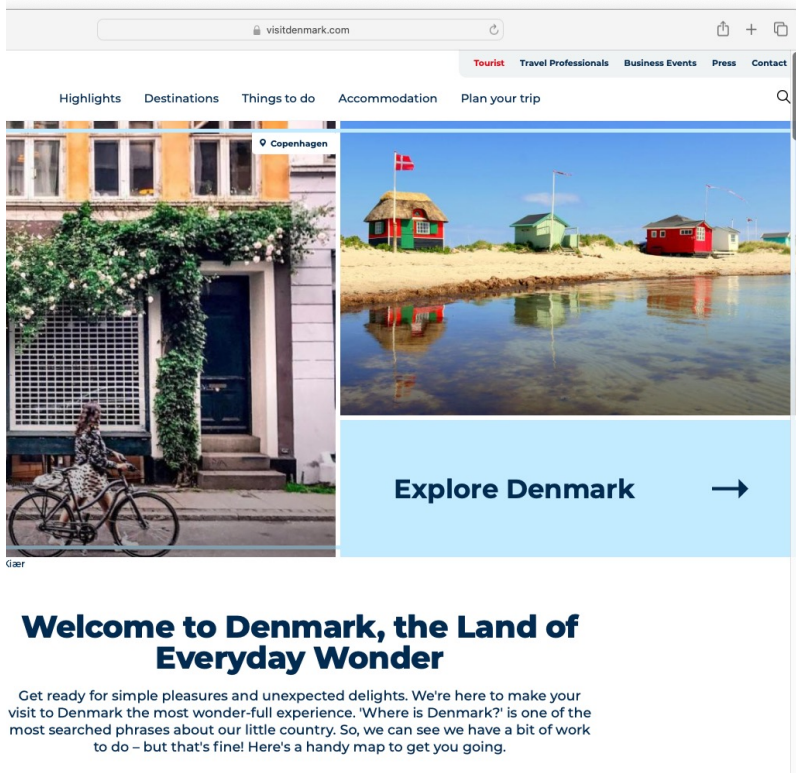 visitdenmark.com
Tourist Travel Professionals Business Events Press Contact
Highlights Destinations Things to do Accommodation Plan your trip
Copenhagen
Explore Denmark
Kiær
Welcome to Denmark, the Land of
Everyday Wonder
Get ready for simple pleasures and unexpected delights. We're here to make your
visit to Denmark the most wonder-full experience. 'Where is Denmark?' is one of the
most searched phrases about our little country. So, we can see we have a bit of work
to do – but that's fine! Here's a handy map to get you going.